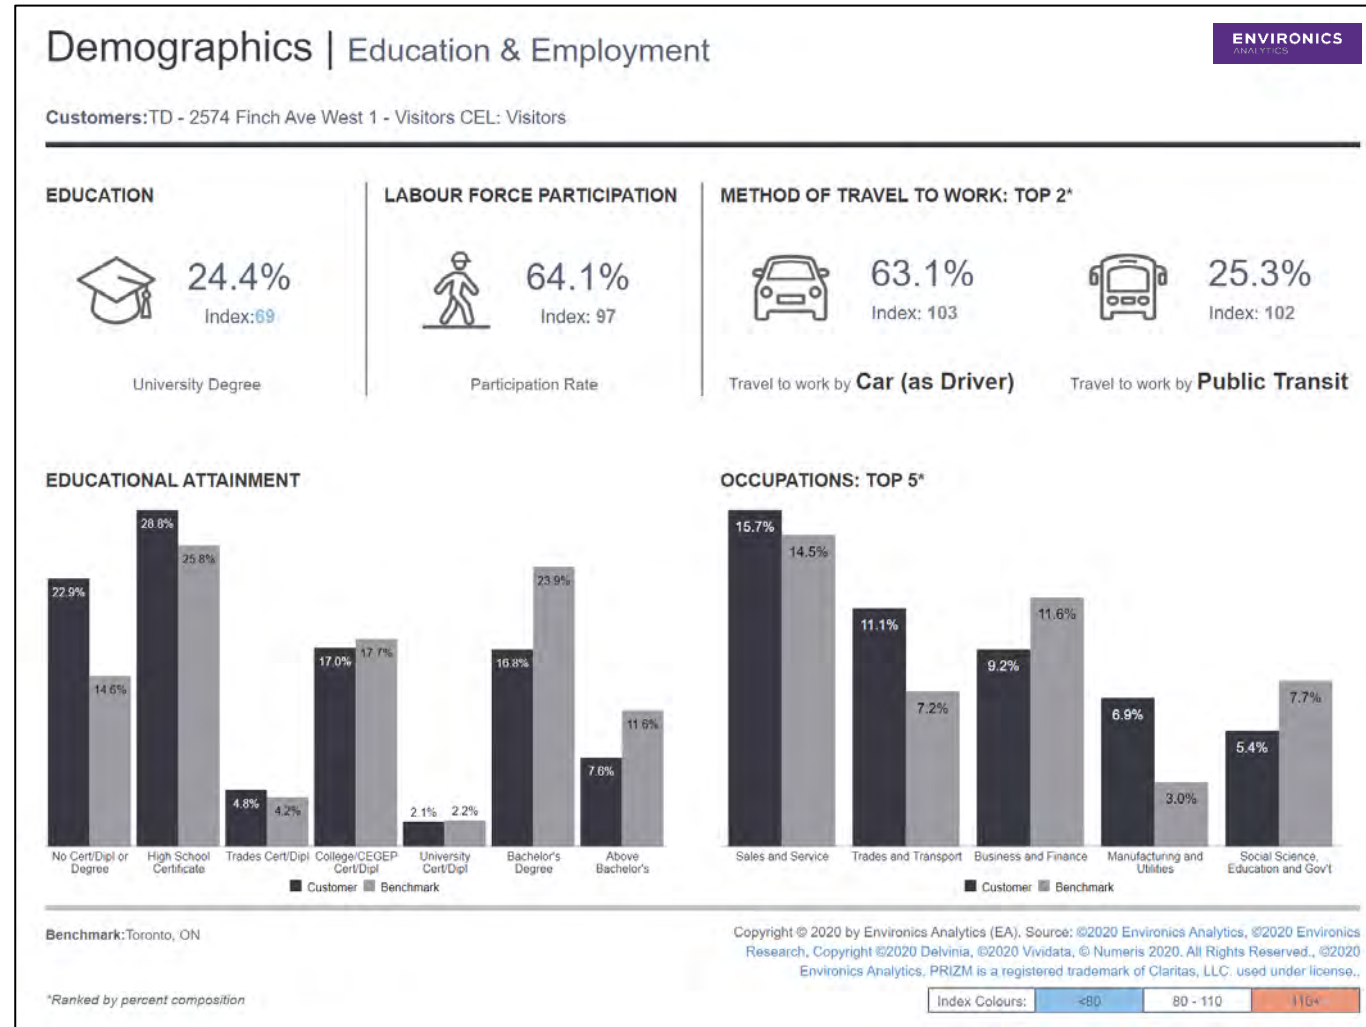 Demographics | Education & Employment
ENVIRONICS
ANALYTICS
Customers:TD - 2574 Finch Ave West 1 - Visitors CEL: Visitors
EDUCATION
24.4%
Index:69
University Degree
LABOUR FORCE PARTICIPATION
64.1%
Index: 97
Participation Rate
METHOD OF TRAVEL TO WORK: TOP 2*
63.1%
Index: 103
Travel to work by Car (as Driver)
25.3%
Index: 102
Travel to work by Public Transit
EDUCATIONAL ATTAINMENT
22.9%
14.6%
28.8%
25.8%
4.8%
4.2%
17.0%
17.7%
2.1%
2.2%
16.8%
23.9%
7.6%
11.6%
No Cert/Dipl or
Degree
High School
Certificate
Trades Cert/Dipl
College/CEGEP
Cert/Dipl
University
Cert/Dipl
Bachelor's
Degree
Above
Bachelor's
Customer
Benchmark
OCCUPATIONS: TOP 5*
15.7%
14.5%
11.1%
7.2%
9.2%
11.6%
6.9%
3.0%
5.4%
7.7%
Sales and Service
Trades and Transport
Business and Finance
Manufacturing and
Utilities
Social Science,
Education and Gov't
Customer
Benchmark
Benchmark:Toronto, ON
Copyright © 2020 by Environics Analytics (EA). Source: ©2020 Environics Analytics, ©2020 Environics
Research, Copyright ©2020 Delvinia, ©2020 Vividata, © Numeris 2020. All Rights Reserved., ©2020
Environics Analytics. PRIZM is a registered trademark of Claritas, LLC. used under license.,
*Ranked by percent composition
Index Colours:
<80
80 - 110
110+